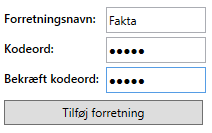 Forretningsnavn: Fakta
Kodeord: ●●●●●
Bekræft kodeord: ●●●●●
Tilføj forretning